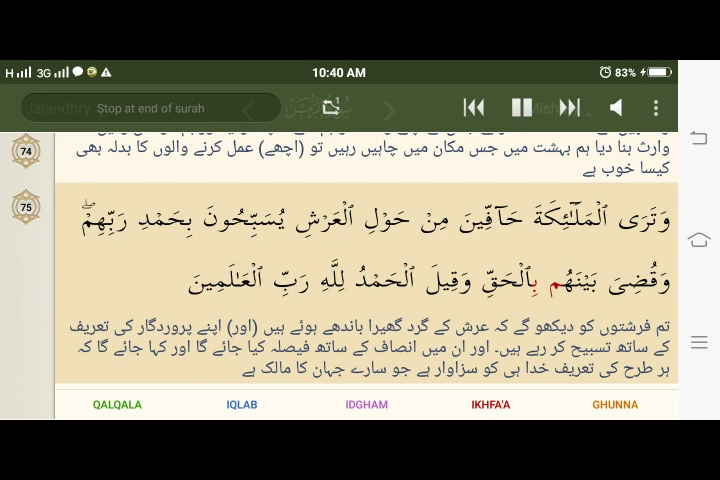 H 3G 10:40 AM 83%
Jalandhry Stop at end of surah Mish
74
وارث بنا دیا ہم بہشت میں جس مکان میں چاہیں رہیں تو (اچھے) عمل کرنے والوں کا بدلہ بھی
کیسا خوب ہے
75
وَتَرَى الْمَلَـٰٓئِكَةَ حَآفِّينَ مِنْ حَوْلِ الْعَرْشِ يُسَبِّحُونَ بِحَمْدِ رَبِّهِمْۖ
وَقُضِىَ بَيْنَهُم بِالْحَقِّ وَقِيلَ الْحَمْدُ لِلَّهِ رَبِّ الْعَـٰلَمِينَ
تم فرشتوں کو دیکھو گے کہ عرش کے گرد گھیرا باندھے ہوئے ہیں (اور) اپنے پروردگار کی تعریف
کے ساتھ تسبیح کر رہے ہیں۔ اور ان میں انصاف کے ساتھ فیصلہ کیا جائے گا اور کہا جائے گا کہ
ہر طرح کی تعریف خدا ہی کو سزاوار ہے جو سارے جہان کا مالک ہے
QALQALA IQLAB IDGHAM IKHFA'A GHUNNA